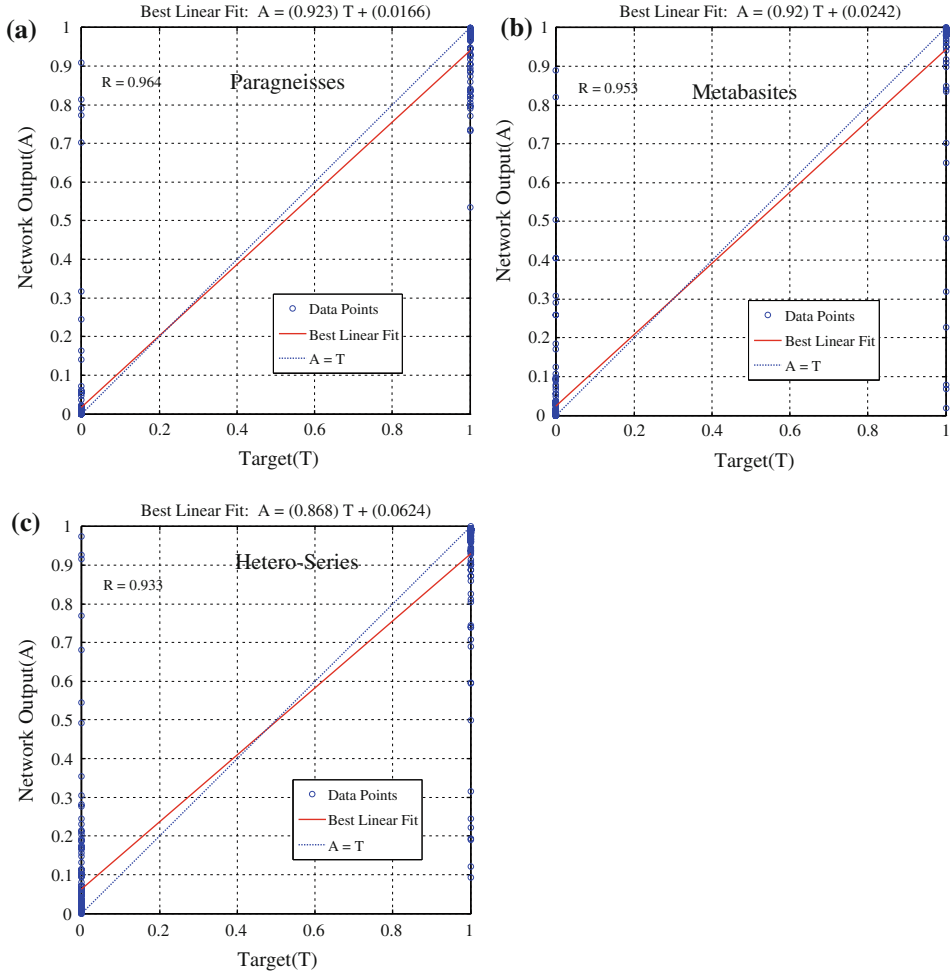 Best Linear Fit:  A = (0.923) T + (0.0166)
(a)
1
0.9
0.8
0.7
0.6
0.5
0.4
0.3
0.2
0.1
0
R = 0.964
Paragneisses
Network Output(A)
Data Points
Best Linear Fit
A = T
0 0.2 0.4 0.6 0.8 1
Target(T)
Best Linear Fit:  A = (0.92) T + (0.0242)
(b)
1
0.9
0.8
0.7
0.6
0.5
0.4
0.3
0.2
0.1
0
R = 0.953
Metabasites
Network Output(A)
Data Points
Best Linear Fit
A = T
0 0.2 0.4 0.6 0.8 1
Target(T)
Best Linear Fit:  A = (0.868) T + (0.0624)
(c)
1
0.9
0.8
0.7
0.6
0.5
0.4
0.3
0.2
0.1
0
R = 0.933
Hetero-Series
Network Output(A)
Data Points
Best Linear Fit
A = T
0 0.2 0.4 0.6 0.8 1
Target(T)